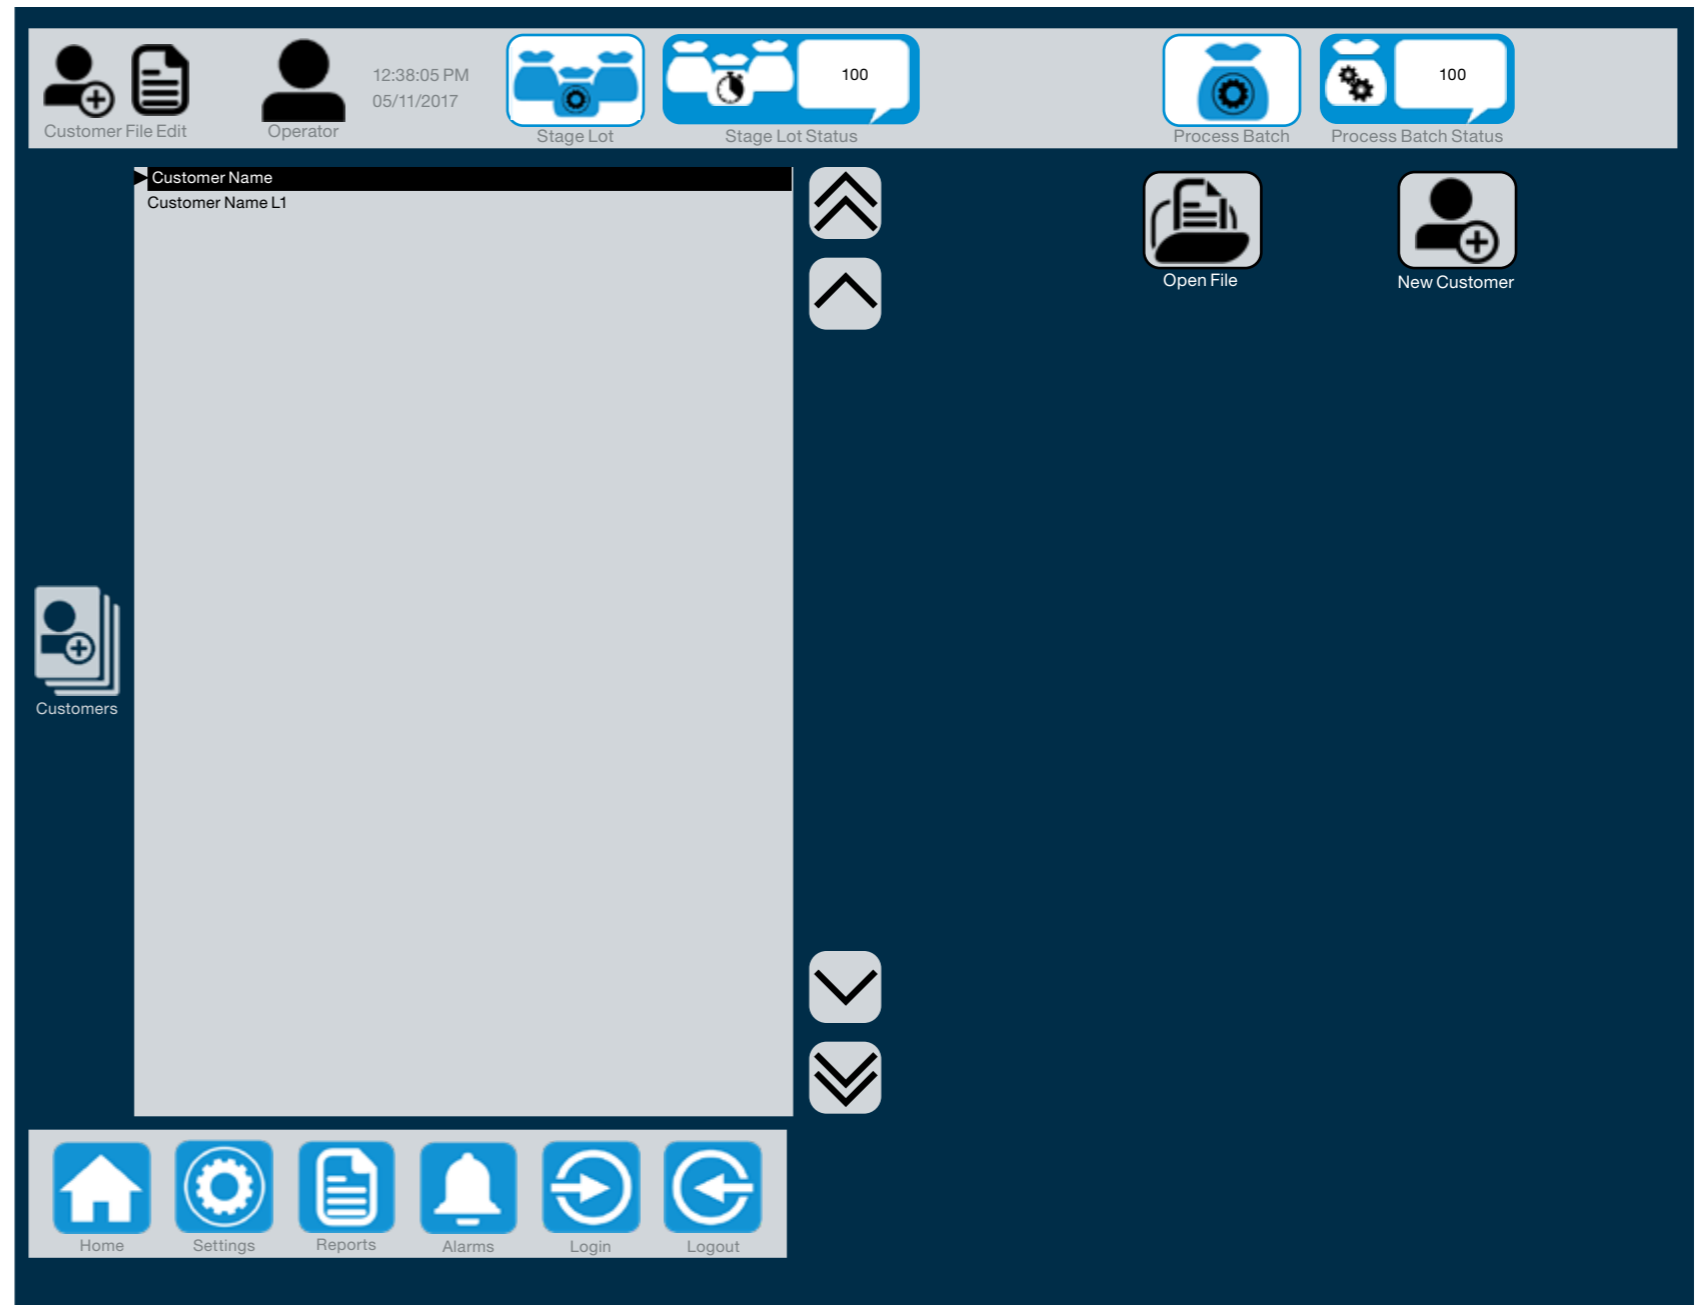 Customer File Edit
Operator
12:38:05 PM
05/11/2017
Stage Lot
100
Stage Lot Status
Process Batch
100
Process Batch Status
Customer Name
Customer Name L1
Open File
New Customer
Customers
Home
Settings
Reports
Alarms
Login
Logout